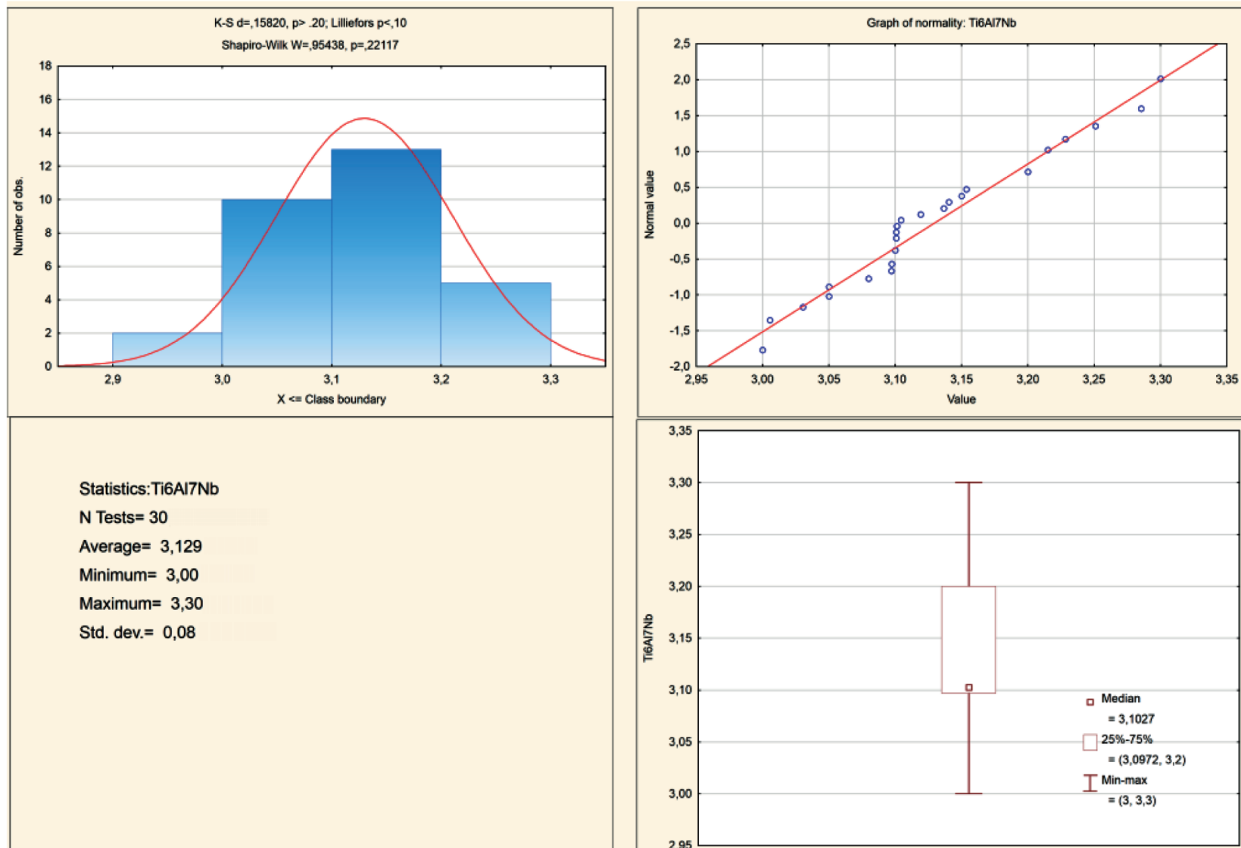 K-S d=,15820, p> .20; Lilliefors p<,10
Shapiro-Wilk W=,95438, p=,22117
18
16
14
12
10
8
6
4
2
0
Number of obs.
2,9 3,0 3,1 3,2 3,3
X <= Class boundary
Graph of normality: Ti6Al7Nb
2,5
2,0
1,5
1,0
0,5
0,0
-0,5
-1,0
-1,5
-2,0
Normal value
2,95 3,00 3,05 3,10 3,15 3,20 3,25 3,30 3,35
Value
Statistics:Ti6Al7Nb
N Tests= 30
Average= 3,129
Minimum= 3,00
Maximum= 3,30
Std. dev.= 0,08
3,35
3,30
3,25
3,20
3,15
3,10
3,05
3,00
2,95
Ti6Al7Nb
Median
= 3,1027
25%-75%
= (3,0972, 3,2)
Min-max
= (3, 3,3)